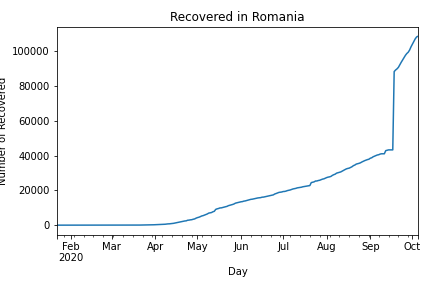 Recovered in Romania
Number of Recovered
100000
80000
60000
40000
20000
0
Feb Mar Apr May Jun Jul Aug Sep Oct
2020
Day